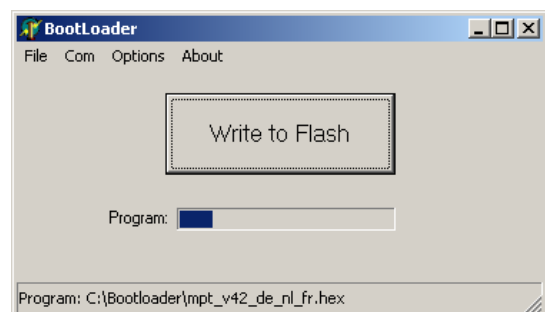 BootLoader
File Com Options About
Write to Flash
Program:
Program: C:\Bootloader\mpt_v42_de_nl_fr.hex